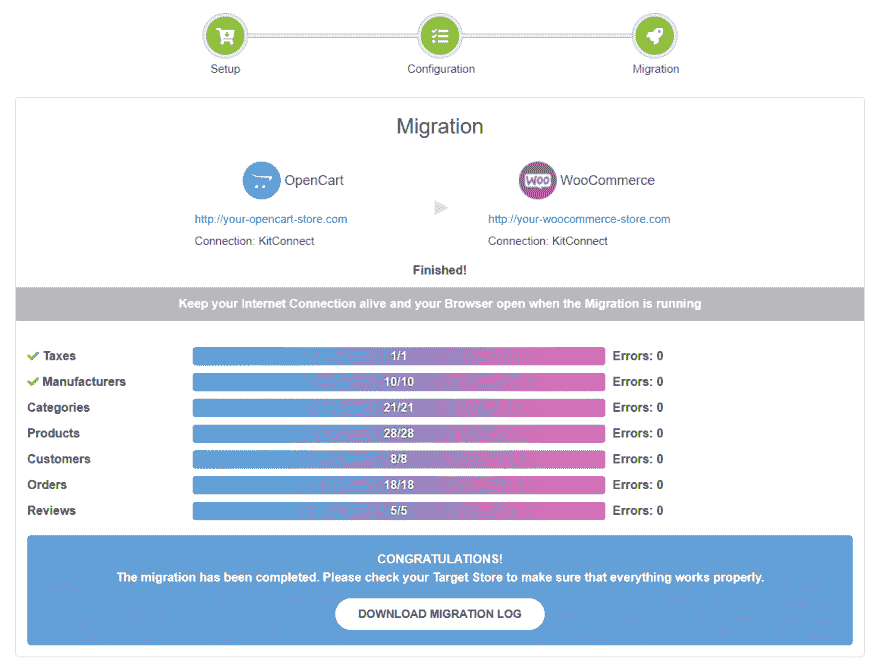 Setup
Configuration
Migration
Migration
OpenCart
WOO WooCommerce
http://your-opencart-store.com
http://your-woocommerce-store.com
Connection: KitConnect
Connection: KitConnect
Finished!
Keep your Internet Connection alive and your Browser open when the Migration is running
Taxes 1/1 Errors: 0
Manufacturers 10/10 Errors: 0
Categories 21/21 Errors: 0
Products 28/28 Errors: 0
Customers 8/8 Errors: 0
Orders 18/18 Errors: 0
Reviews 5/5 Errors: 0
CONGRATULATIONS!
The migration has been completed. Please check your Target Store to make sure that everything works properly.
DOWNLOAD MIGRATION LOG